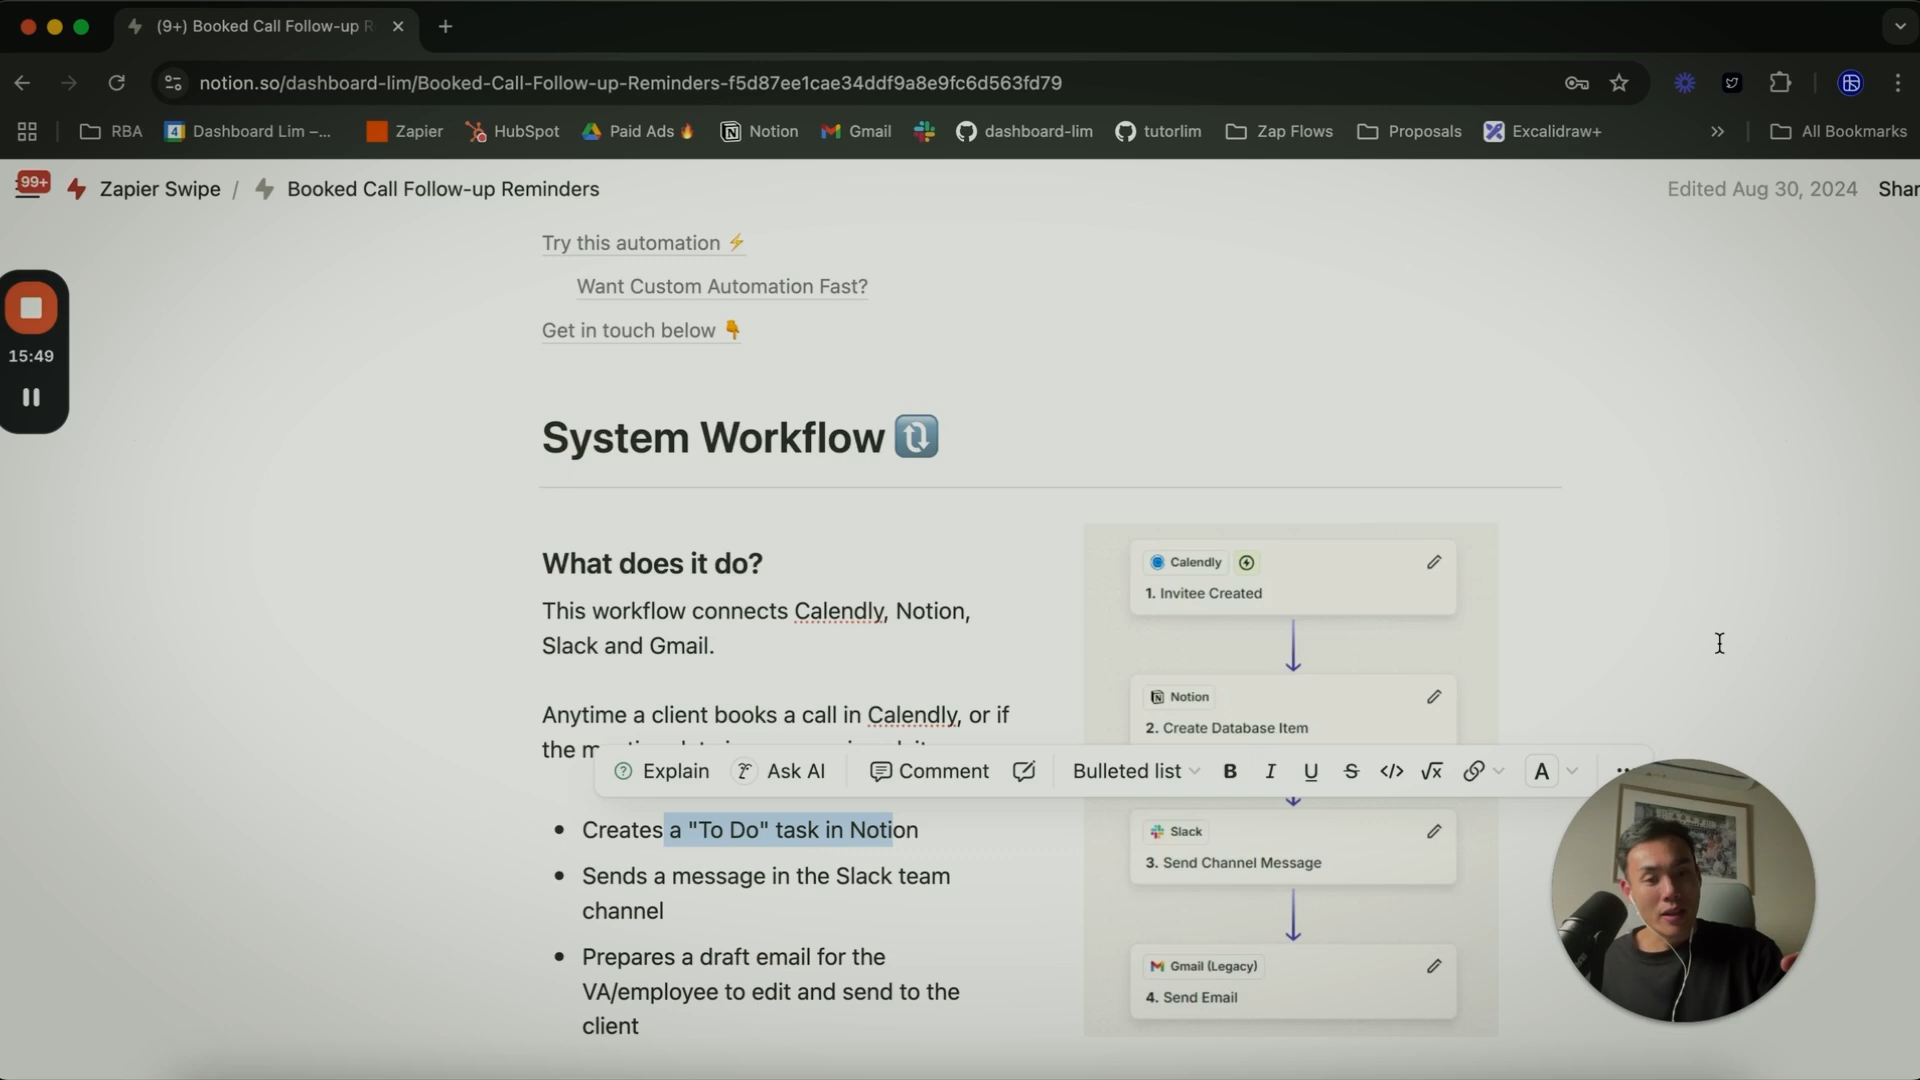 (9+) Booked Call Follow-up R
notion.so/dashboard-lim/Booked-Call-Follow-up-Reminders-f5d87ee1cae34ddf9a8e9fc6d563fd79
RBA
4
Dashboard Lim –...
Zapier
HubSpot
Paid Ads 🔥
Notion
Gmail
dashboard-lim
tutorlim
Zap Flows
Proposals
Excalidraw+
All Bookmarks
99+
Zapier Swipe / Booked Call Follow-up Reminders
Edited Aug 30, 2024
Shar
Try this automation ⚡
Want Custom Automation Fast?
Get in touch below 👇
15:49
System Workflow 🔃
What does it do?
This workflow connects Calendly, Notion,
Slack and Gmail.
Anytime a client books a call in Calendly, or if
the m
Explain
Ask AI
Comment
Bulleted list
B
I
U
S
</>
√x
A
• Creates a "To Do" task in Notion
• Sends a message in the Slack team
channel
• Prepares a draft email for the
VA/employee to edit and send to the
client
Calendly
1. Invitee Created
Notion
2. Create Database Item
Slack
3. Send Channel Message
Gmail (Legacy)
4. Send Email